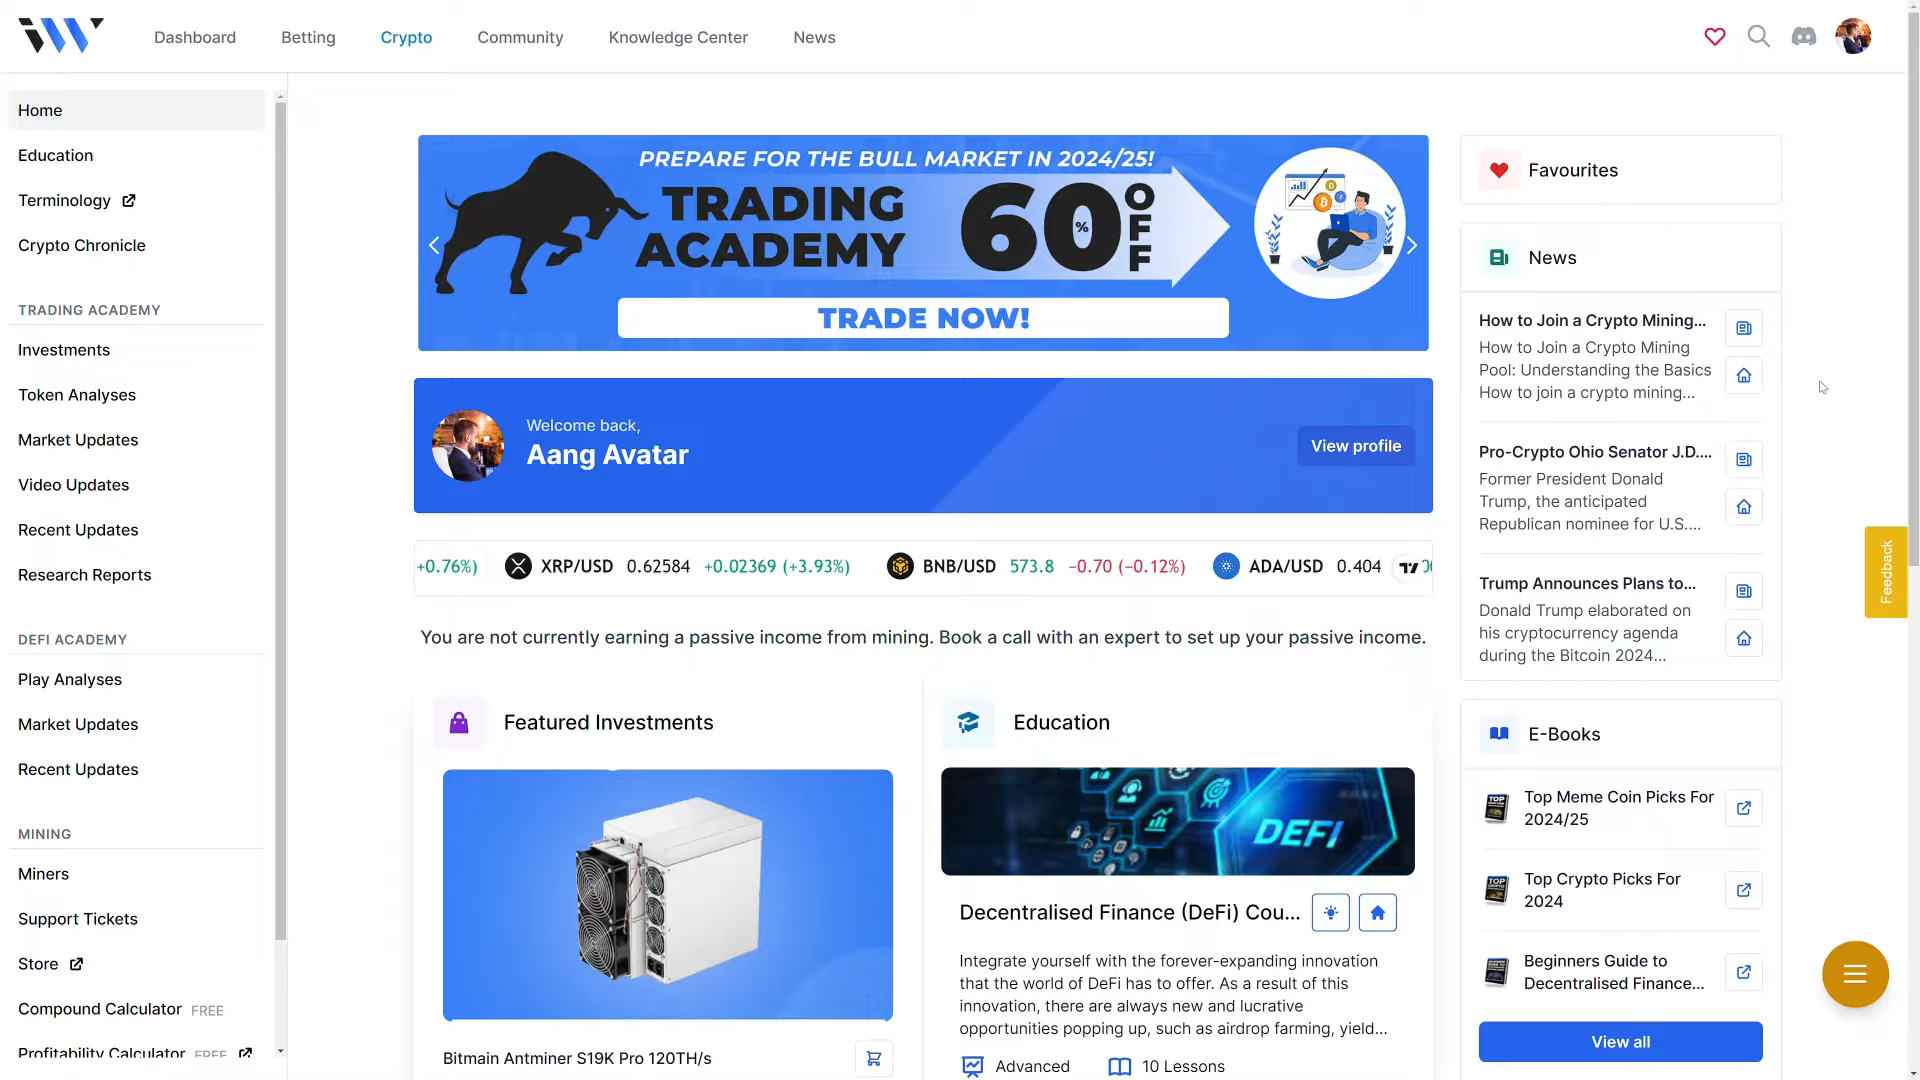 iW
Dashboard
Betting
Crypto
Community
Knowledge Center
News
Home
Education
Terminology
Crypto Chronicle
TRADING ACADEMY
Investments
Token Analyses
Market Updates
Video Updates
Recent Updates
Research Reports
DEFI ACADEMY
Play Analyses
Market Updates
Recent Updates
MINING
Miners
Support Tickets
Store
Compound Calculator FREE
Profitability Calculator FREE
PREPARE FOR THE BULL MARKET IN 2024/25!
TRADING
ACADEMY
60% OFF
TRADE NOW!
Welcome back,
Aang Avatar
View profile
+0.76%) XRP/USD 0.62584 +0.02369 (+3.93%) BNB/USD 573.8 −0.70 (−0.12%) ADA/USD 0.404
You are not currently earning a passive income from mining. Book a call with an expert to set up your passive income.
Featured Investments
Bitmain Antminer S19K Pro 120TH/s
Education
DEFI
Decentralised Finance (DeFi) Cou...
Integrate yourself with the forever-expanding innovation
that the world of DeFi has to offer. As a result of this
innovation, there are always new and lucrative
opportunities popping up, such as airdrop farming, yield...
Advanced
10 Lessons
Favourites
News
How to Join a Crypto Mining...
How to Join a Crypto Mining
Pool: Understanding the Basics
How to join a crypto mining...
Pro-Crypto Ohio Senator J.D....
Former President Donald
Trump, the anticipated
Republican nominee for U.S....
Trump Announces Plans to...
Donald Trump elaborated on
his cryptocurrency agenda
during the Bitcoin 2024...
E-Books
Top Meme Coin Picks For
2024/25
Top Crypto Picks For
2024
Beginners Guide to
Decentralised Finance...
View all
Feedback